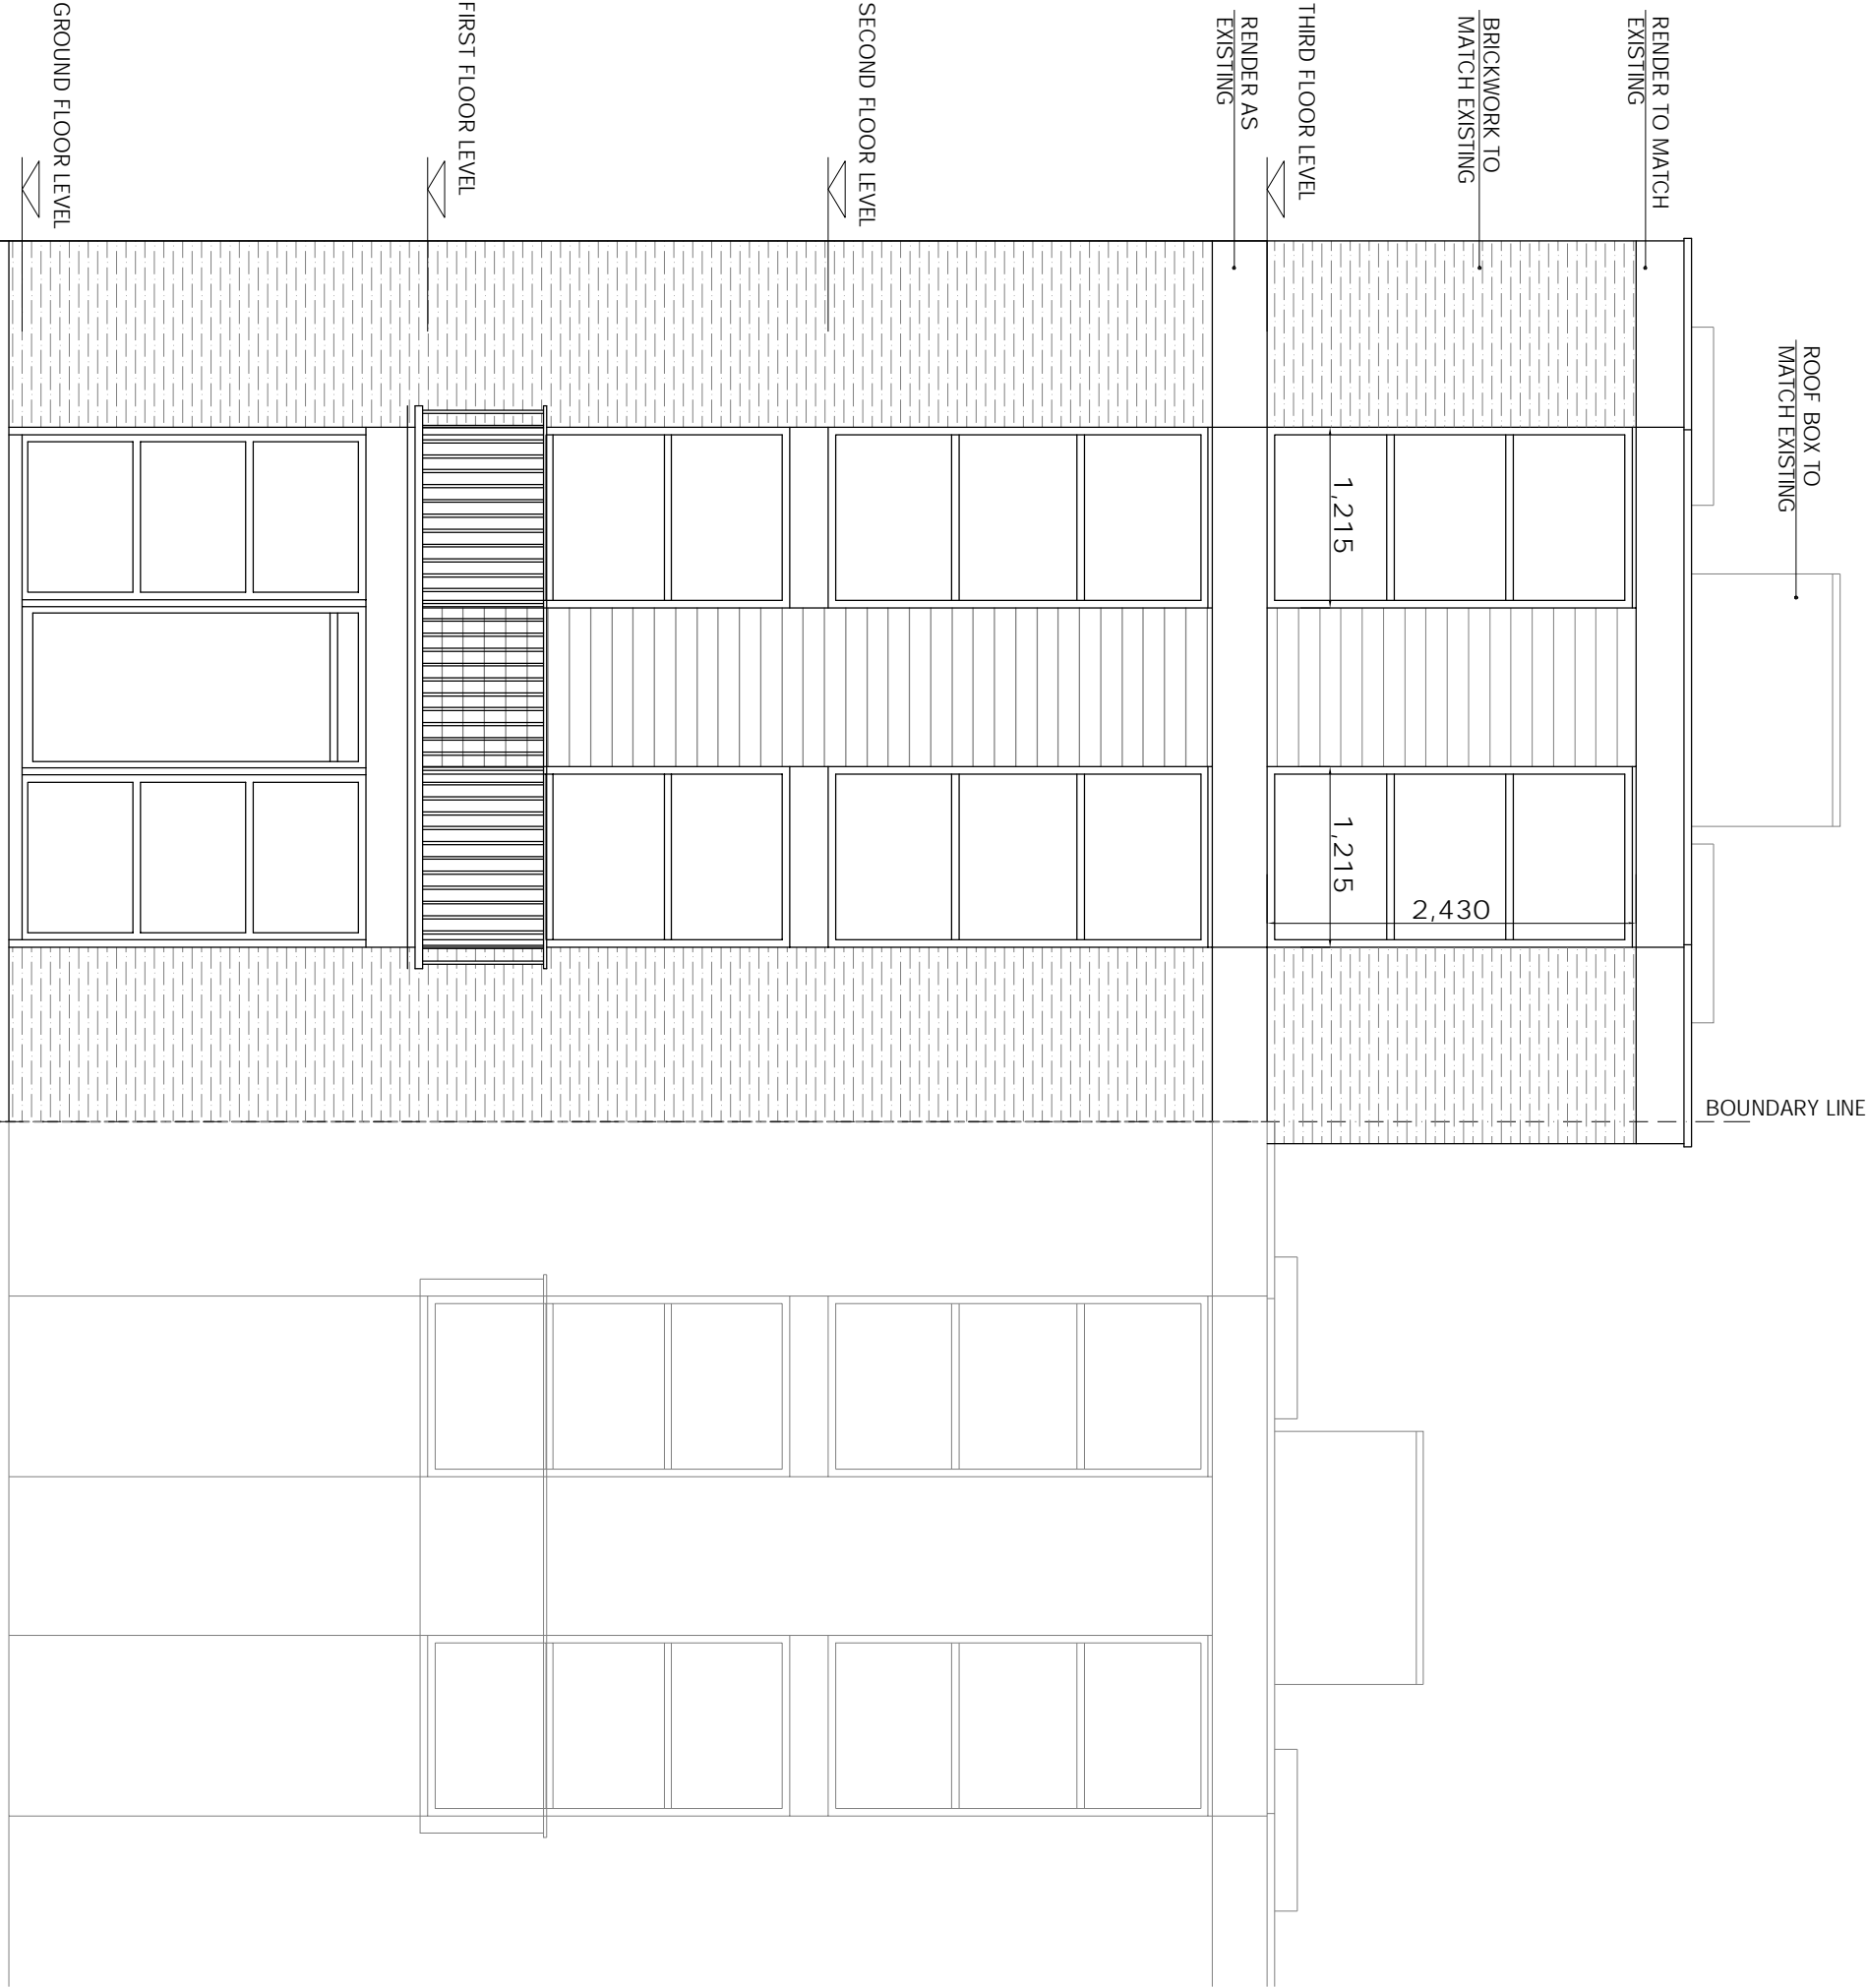 ROOF BOX TO
MATCH EXISTING
RENDER TO MATCH
EXISTING
BRICKWORK TO
MATCH EXISTING
THIRD FLOOR LEVEL
RENDER AS
EXISTING
SECOND FLOOR LEVEL
FIRST FLOOR LEVEL
GROUND FLOOR LEVEL
1,215
1,215
2,430
BOUNDARY LINE